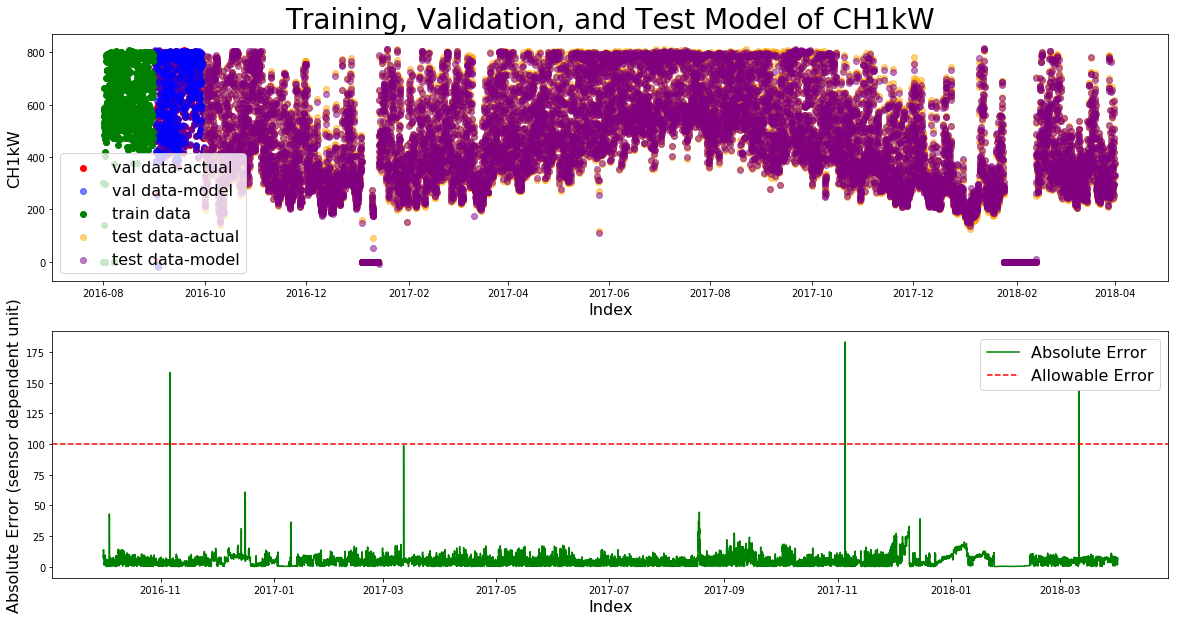 Training, Validation, and Test Model of CH1kW
CH1kW
800
600
400
200
0
val data-actual
val data-model
train data
test data-actual
test data-model
2016-08 2016-10 2016-12 2017-02 2017-04 2017-06 2017-08 2017-10 2017-12 2018-02 2018-04
Index
Absolute Error (sensor dependent unit)
175
150
125
100
75
50
25
0
Absolute Error
Allowable Error
2016-11 2017-01 2017-03 2017-05 2017-07 2017-09 2017-11 2018-01 2018-03
Index